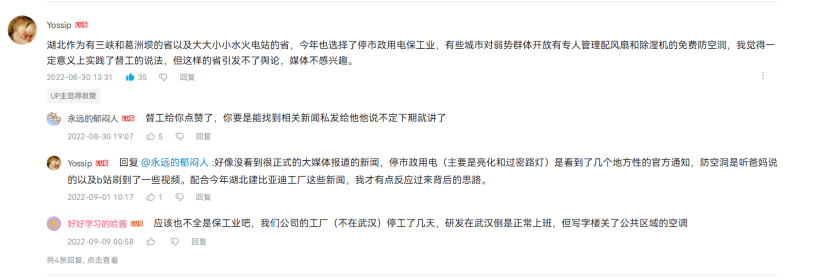 Yossip LV5
湖北作为有三峡和葛洲坝的省以及大大小小水火电站的省，今年也选择了停市政用电保工业，有些城市对弱势群体开放有专人管理配风扇和除湿机的免费防空洞，我觉得一
定意义上实践了督工的说法，但这样的省引发不了舆论，媒体不感兴趣。
2022-08-30 13:31 35 回复
UP主觉得很赞
永远的郁闷人 LV5 督工给你点赞了，你要是能找到相关新闻私发给他他说不定下期就讲了
2022-08-30 19:07 5 回复
Yossip LV5 回复 @永远的郁闷人 :好像没看到很正式的大媒体报道的新闻，停市政用电（主要是亮化和过密路灯）是看到了几个地方性的官方通知，防空洞是听爸妈说
的以及b站刷到了一些视频。配合今年湖北建比亚迪工厂这些新闻，我才有点反应过来背后的思路。
2022-09-01 10:17 1 回复
好好学习的哈酱 LV5 应该也不全是保工业吧，我们公司的工厂（不在武汉）停工了几天，研发在武汉倒是正常上班，但写字楼关了公共区域的空调
2022-09-09 00:58 回复
共4条回复, 点击查看